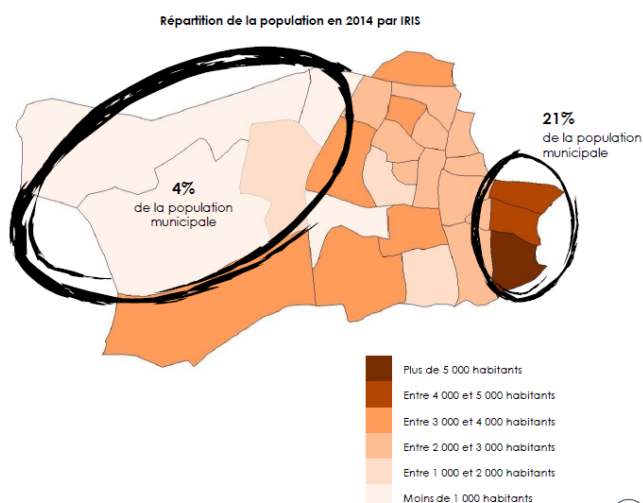 Répartition de la population en 2014 par IRIS
21%
de la population
municipale
4%
de la population
municipale
Plus de 5 000 habitants
Entre 4 000 et 5 000 habitants
Entre 3 000 et 4 000 habitants
Entre 2 000 et 3 000 habitants
Entre 1 000 et 2 000 habitants
Moins de 1 000 habitants